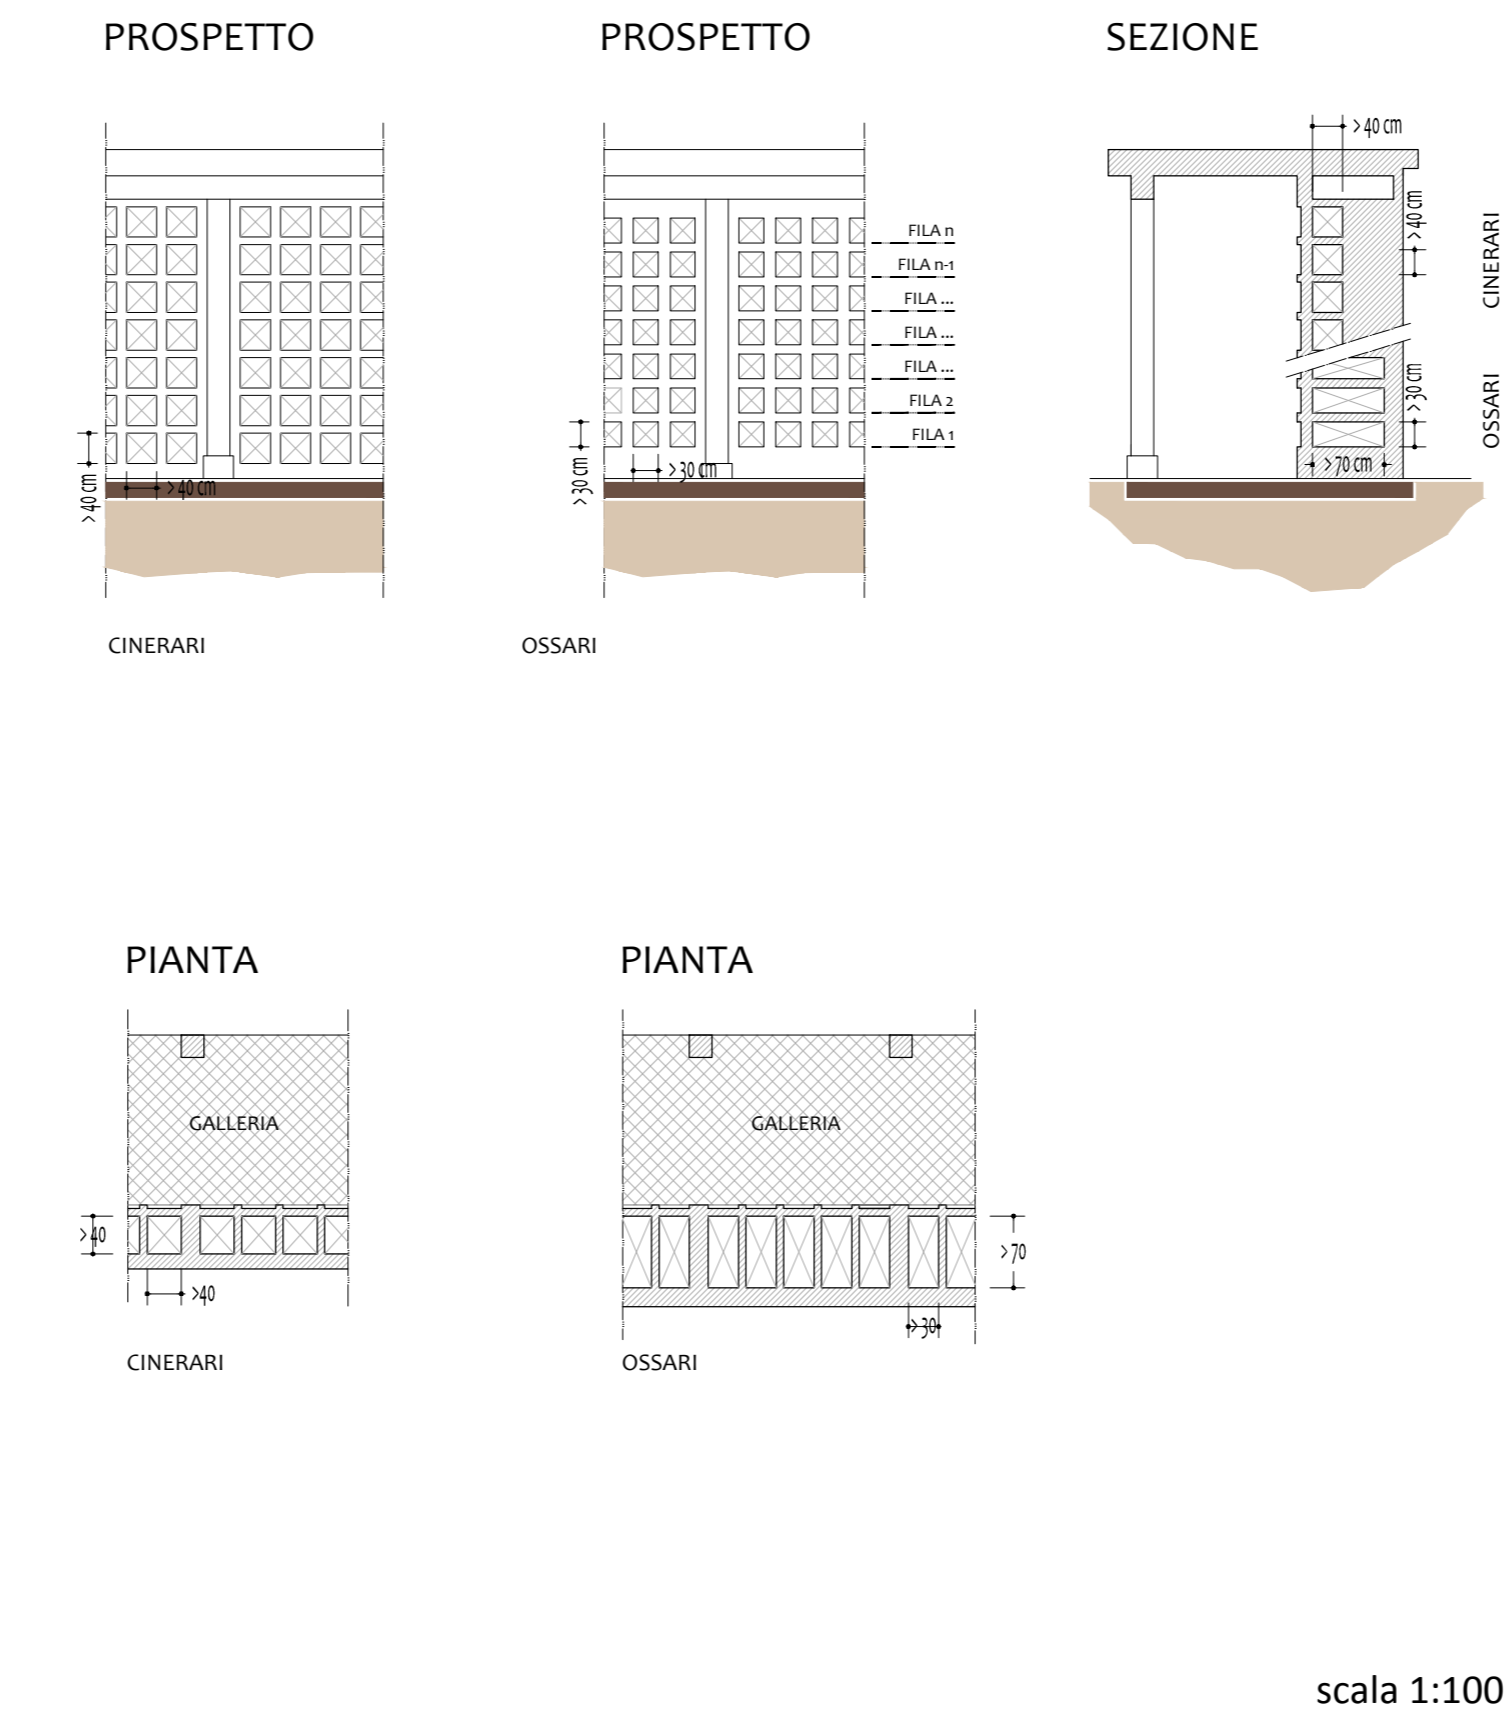 PROSPETTO
PROSPETTO
SEZIONE
> 40 cm
> 40 cm
CINERARI
FILA n
FILA n-1
FILA ...
FILA ...
FILA ...
FILA 2
FILA 1
> 30 cm
OSSARI
> 70 cm
> 40 cm
> 40 cm
> 30 cm
> 30 cm
CINERARI
OSSARI
PIANTA
PIANTA
GALLERIA
GALLERIA
>40
>40
>70
>30
CINERARI
OSSARI
scala 1:100